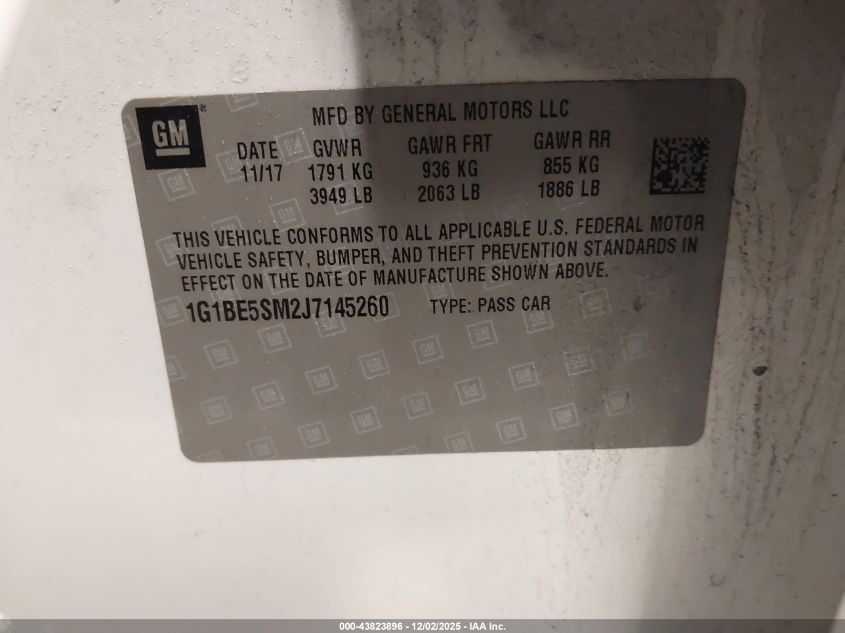 GM
MFD BY GENERAL MOTORS LLC
DATE GVWR GAWR FRT GAWR RR
11/17 1791 KG 936 KG 855 KG
3949 LB 2063 LB 1886 LB
THIS VEHICLE CONFORMS TO ALL APPLICABLE U.S. FEDERAL MOTOR
VEHICLE SAFETY, BUMPER, AND THEFT PREVENTION STANDARDS IN
EFFECT ON THE DATE OF MANUFACTURE SHOWN ABOVE.
1G1BE5SM2J7145260 TYPE: PASS CAR
000-43823896 - 12/02/2025 - IAA Inc.